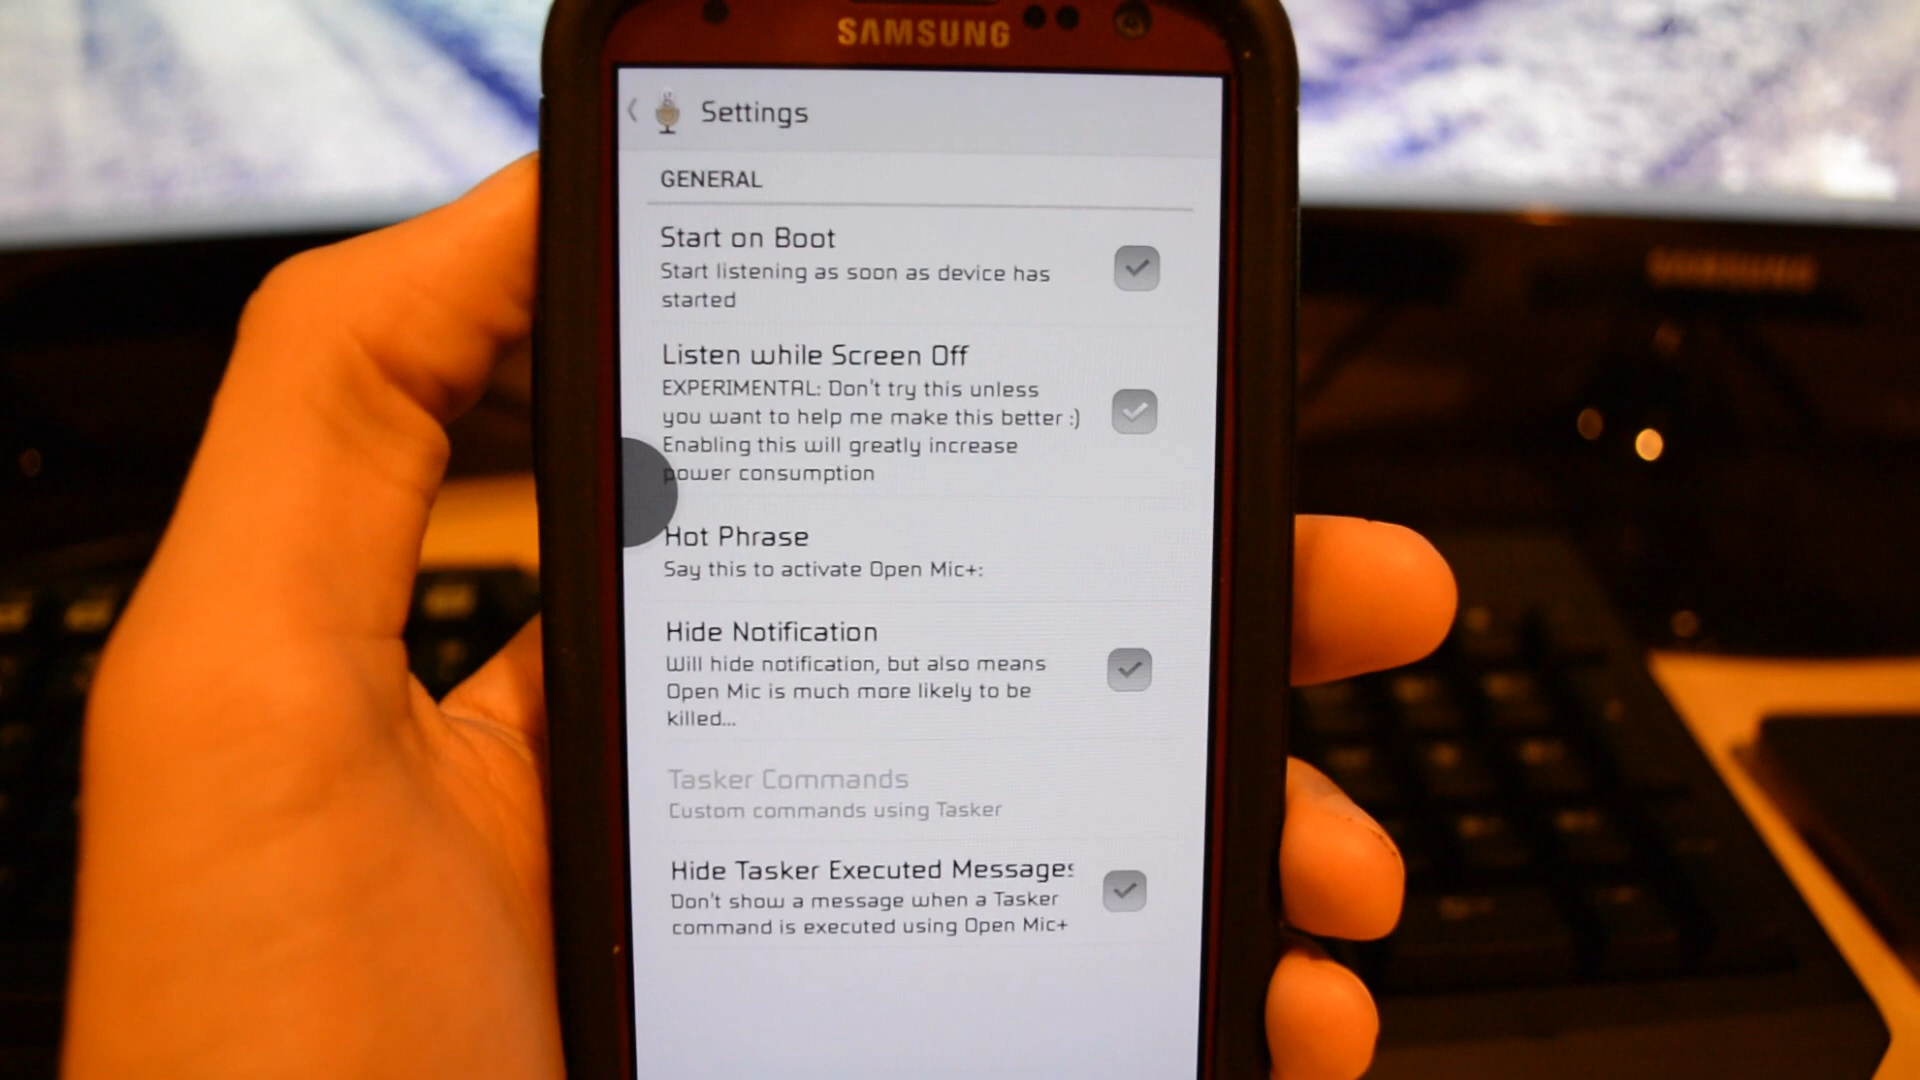 SAMSUNG
Settings
GENERAL
Start on Boot
Start listening as soon as device has
started
Listen while Screen Off
EXPERIMENTAL: Don't try this unless
you want to help me make this better :)
Enabling this will greatly increase
power consumption
Hot Phrase
Say this to activate Open Mic+:
Hide Notification
Will hide notification, but also means
Open Mic is much more likely to be
killed...
Tasker Commands
Custom commands using Tasker
Hide Tasker Executed Messages
Don't show a message when a Tasker
command is executed using Open Mic+
SAMSUNG